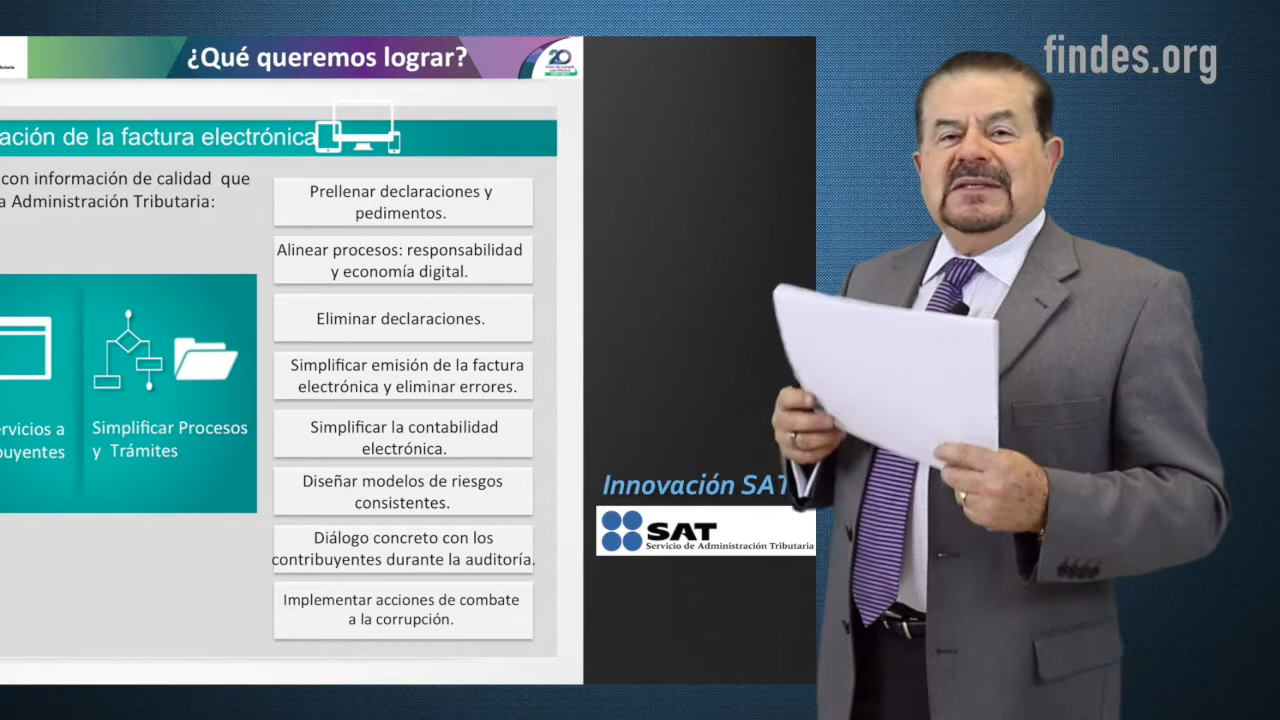 findes.org
¿Qué queremos lograr?
ación de la factura electrónica
con información de calidad que
a Administración Tributaria:
Prellenar declaraciones y
pedimentos.
Alinear procesos: responsabilidad
y economía digital.
Eliminar declaraciones.
Simplificar emisión de la factura
electrónica y eliminar errores.
Simplificar la contabilidad
electrónica.
Diseñar modelos de riesgos
consistentes.
Diálogo concreto con los
contribuyentes durante la auditoría.
Implementar acciones de combate
a la corrupción.
ervicios a
buyentes
Simplificar Procesos
y Trámites
Innovación SAT
SAT
Servicio de Administración Tributaria